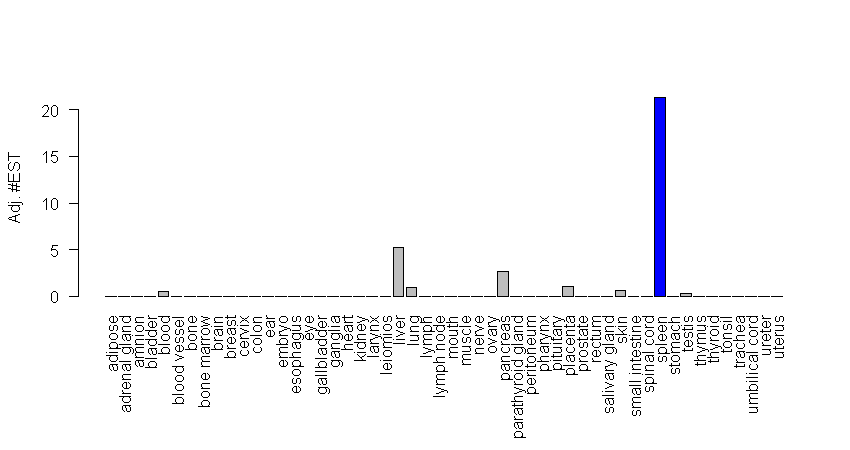 Adj. #EST
20
15
10
5
0
adipose
adrenal gland
amnion
bladder
blood
blood vessel
bone
bone marrow
brain
breast
cervix
colon
ear
embryo
esophagus
eye
gallbladder
ganglia
heart
kidney
larynx
leiomios
liver
lung
lymph
lymph node
mouth
muscle
nerve
ovary
pancreas
parathyroid gland
peritoneum
pharynx
pituitary
placenta
prostate
rectum
salivary gland
skin
small intestine
spinal cord
spleen
stomach
testis
thymus
thyroid
tonsil
trachea
umbilical cord
ureter
uterus